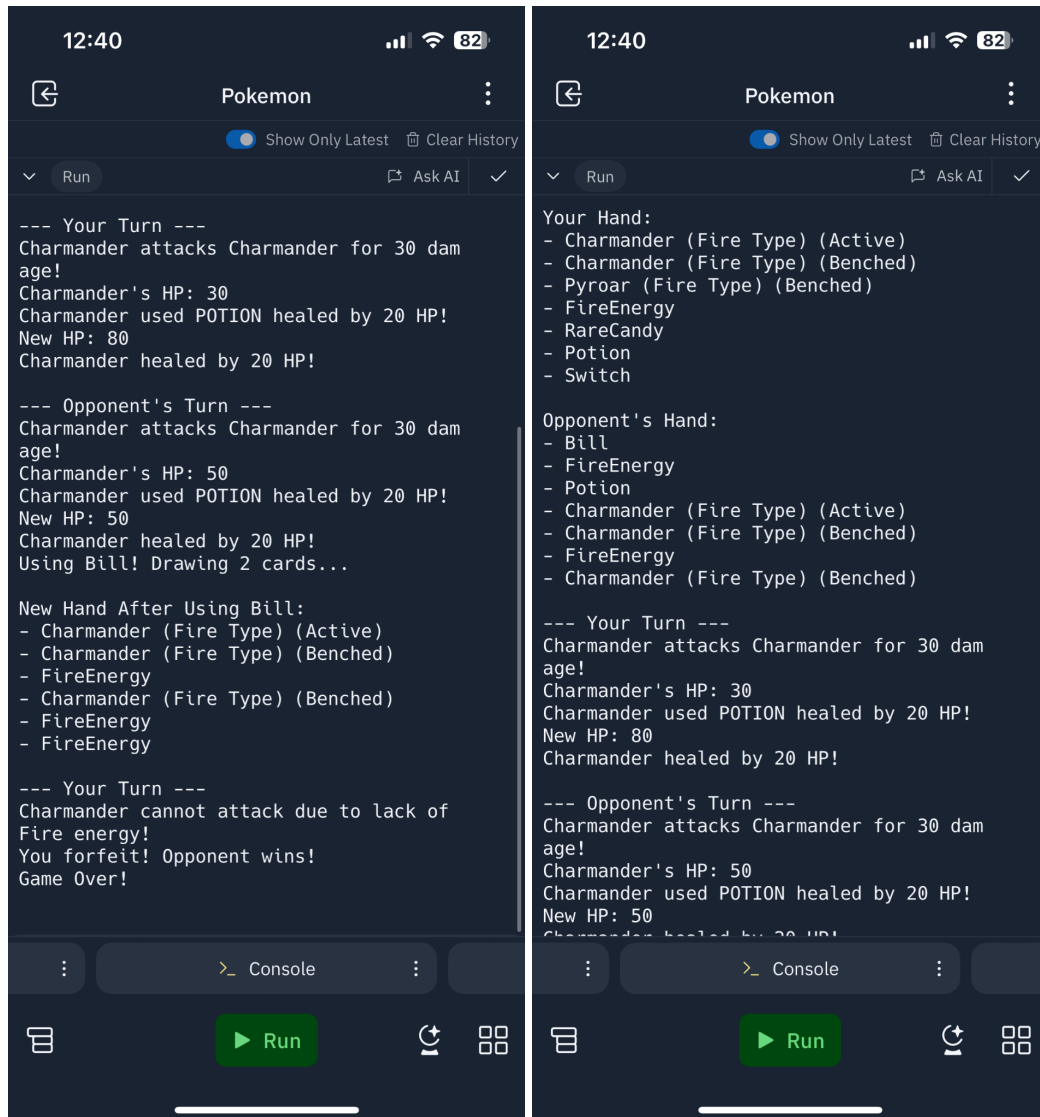 12:40
82
Pokemon
Show Only Latest Clear History
Run Ask AI
--- Your Turn ---
Charmander attacks Charmander for 30 dam
age!
Charmander's HP: 30
Charmander used POTION healed by 20 HP!
New HP: 80
Charmander healed by 20 HP!
--- Opponent's Turn ---
Charmander attacks Charmander for 30 dam
age!
Charmander's HP: 50
Charmander used POTION healed by 20 HP!
New HP: 50
Charmander healed by 20 HP!
Using Bill! Drawing 2 cards...
New Hand After Using Bill:
- Charmander (Fire Type) (Active)
- Charmander (Fire Type) (Benched)
- FireEnergy
- Charmander (Fire Type) (Benched)
- FireEnergy
- FireEnergy
--- Your Turn ---
Charmander cannot attack due to lack of
Fire energy!
You forfeit! Opponent wins!
Game Over!
>_ Console
Run
12:40
82
Pokemon
Show Only Latest Clear History
Run Ask AI
Your Hand:
- Charmander (Fire Type) (Active)
- Charmander (Fire Type) (Benched)
- Pyroar (Fire Type) (Benched)
- FireEnergy
- RareCandy
- Potion
- Switch
Opponent's Hand:
- Bill
- FireEnergy
- Potion
- Charmander (Fire Type) (Active)
- Charmander (Fire Type) (Benched)
- FireEnergy
- Charmander (Fire Type) (Benched)
--- Your Turn ---
Charmander attacks Charmander for 30 dam
age!
Charmander's HP: 30
Charmander used POTION healed by 20 HP!
New HP: 80
Charmander healed by 20 HP!
--- Opponent's Turn ---
Charmander attacks Charmander for 30 dam
age!
Charmander's HP: 50
Charmander used POTION healed by 20 HP!
New HP: 50
Charmander healed by 20 HP!
>_ Console
Run